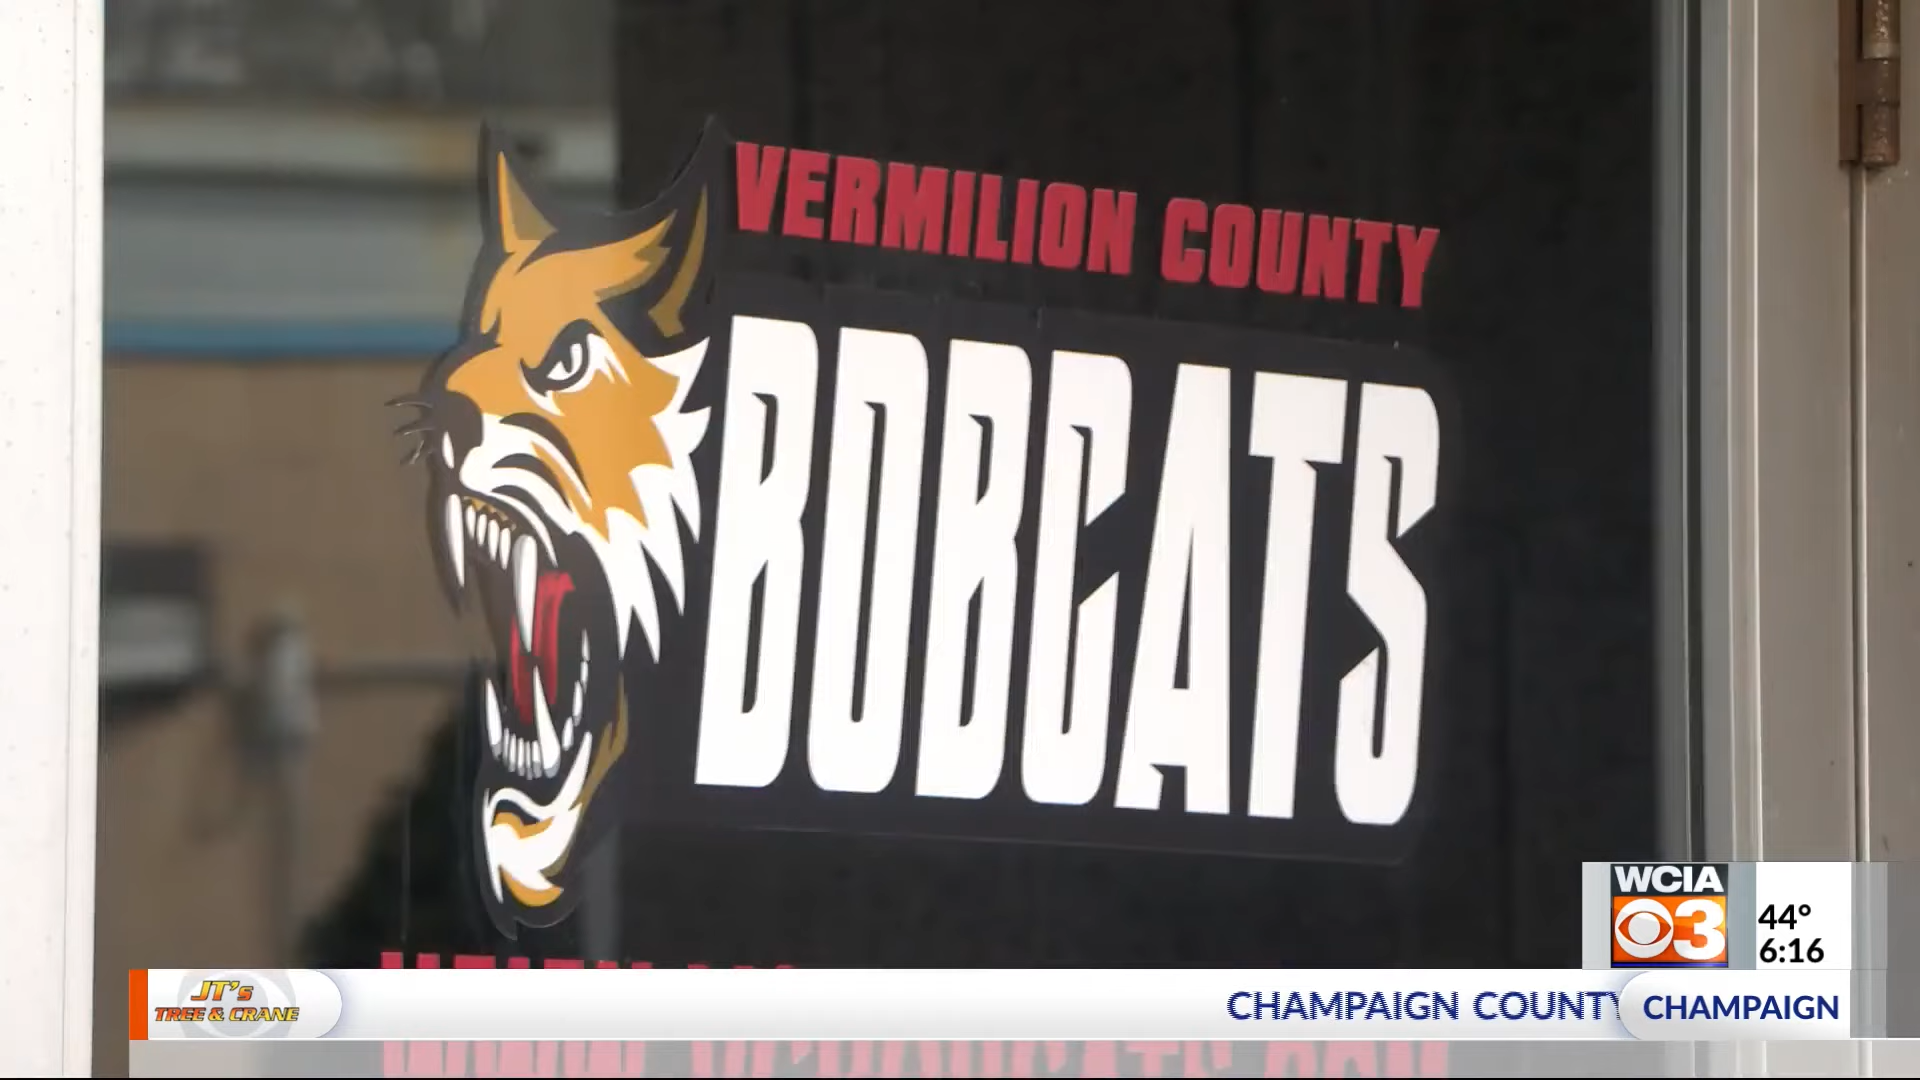 VERMILION COUNTY
BOBCATS
WCIA
3
44°
6:16
JT's
TREE & CRANE
CHAMPAIGN COUNTY
CHAMPAIGN